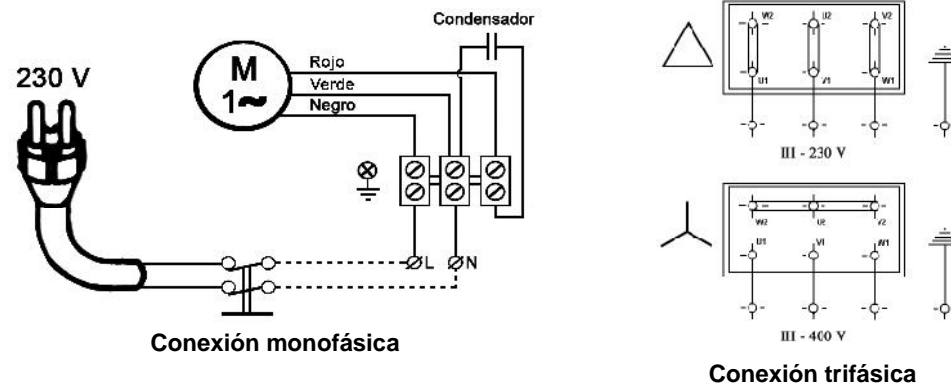 Condensador
230 V
M
1~
Rojo
Verde
Negro
L N
Conexión monofásica
W2 U2 V2
U1 V1 W1
III - 230 V
W2 U2 V2
U1 V1 W1
III - 400 V
Conexión trifásica